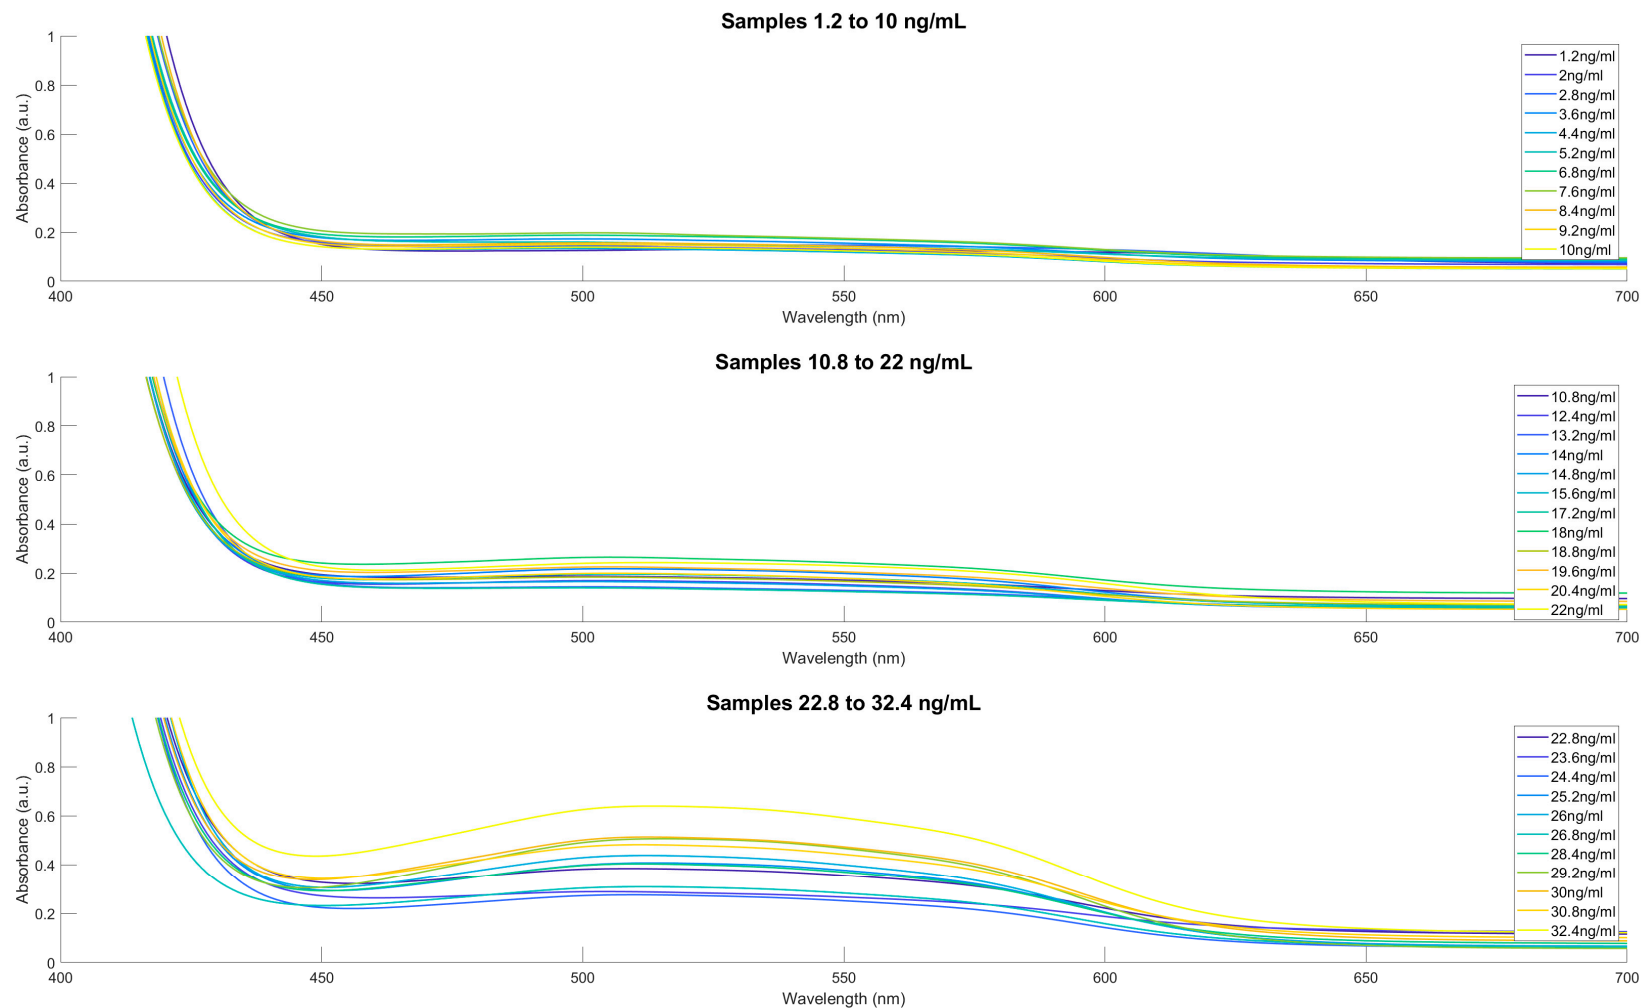 Samples 1.2 to 10 ng/mL
Absorbance (a.u.)
1
0.8
0.6
0.4
0.2
0
400
450
500
550
600
650
700
Wavelength (nm)
1.2ng/ml
2ng/ml
2.8ng/ml
3.6ng/ml
4.4ng/ml
5.2ng/ml
6.8ng/ml
7.6ng/ml
8.4ng/ml
9.2ng/ml
10ng/ml
Samples 10.8 to 22 ng/mL
Absorbance (a.u.)
1
0.8
0.6
0.4
0.2
0
400
450
500
550
600
650
700
Wavelength (nm)
10.8ng/ml
12.4ng/ml
13.2ng/ml
14ng/ml
14.8ng/ml
15.6ng/ml
17.2ng/ml
18ng/ml
18.8ng/ml
19.6ng/ml
20.4ng/ml
22ng/ml
Samples 22.8 to 32.4 ng/mL
Absorbance (a.u.)
1
0.8
0.6
0.4
0.2
0
400
450
500
550
600
650
700
Wavelength (nm)
22.8ng/ml
23.6ng/ml
24.4ng/ml
25.2ng/ml
26ng/ml
26.8ng/ml
28.4ng/ml
29.2ng/ml
30ng/ml
30.8ng/ml
32.4ng/ml